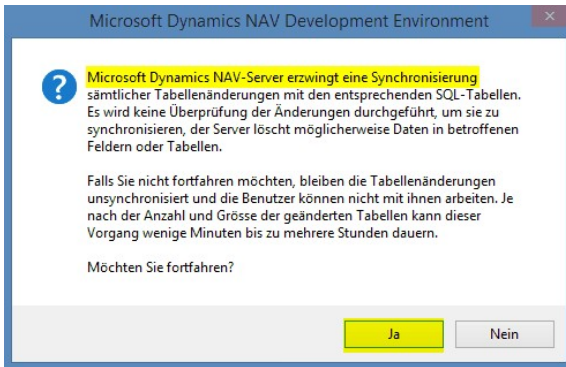 Microsoft Dynamics NAV Development Environment
Microsoft Dynamics NAV-Server erzwingt eine Synchronisierung
sämtlicher Tabellenänderungen mit den entsprechenden SQL-Tabellen.
Es wird keine Überprüfung der Änderungen durchgeführt, um sie zu
synchronisieren, der Server löscht möglicherweise Daten in betroffenen
Feldern oder Tabellen.
Falls Sie nicht fortfahren möchten, bleiben die Tabellenänderungen
unsynchronisiert und die Benutzer können nicht mit ihnen arbeiten. Je
nach der Anzahl und Grösse der geänderten Tabellen kann dieser
Vorgang wenige Minuten bis zu mehrere Stunden dauern.
Möchten Sie fortfahren?
Ja
Nein